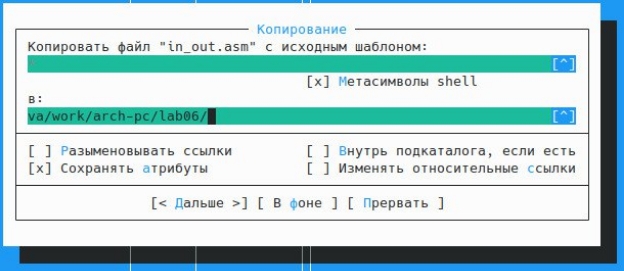 Копирование
Копировать файл "in_out.asm" с исходным шаблоном:
[^]
[x] Метасимволы shell
в:
va/work/arch-pc/lab06/ [^]
[ ] Разыменовывать ссылки [ ] Внутрь подкаталога, если есть
[x] Сохранять атрибуты [ ] Изменять относительные ссылки
[< Дальше >] [ В фоне ] [ Прервать ]